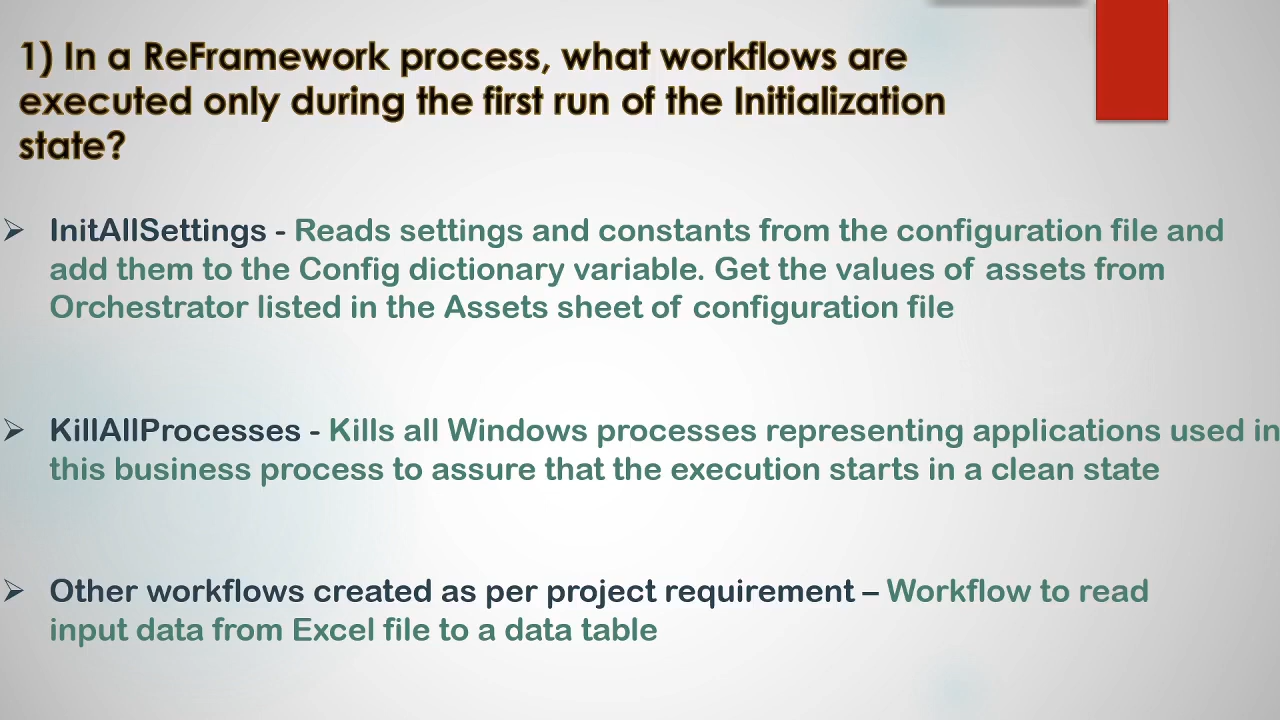 1) In a ReFramework process, what workflows are
executed only during the first run of the Initialization
state?
➢ InitAllSettings - Reads settings and constants from the configuration file and
add them to the Config dictionary variable. Get the values of assets from
Orchestrator listed in the Assets sheet of configuration file
➢ KillAllProcesses - Kills all Windows processes representing applications used in
this business process to assure that the execution starts in a clean state
➢ Other workflows created as per project requirement – Workflow to read
input data from Excel file to a data table